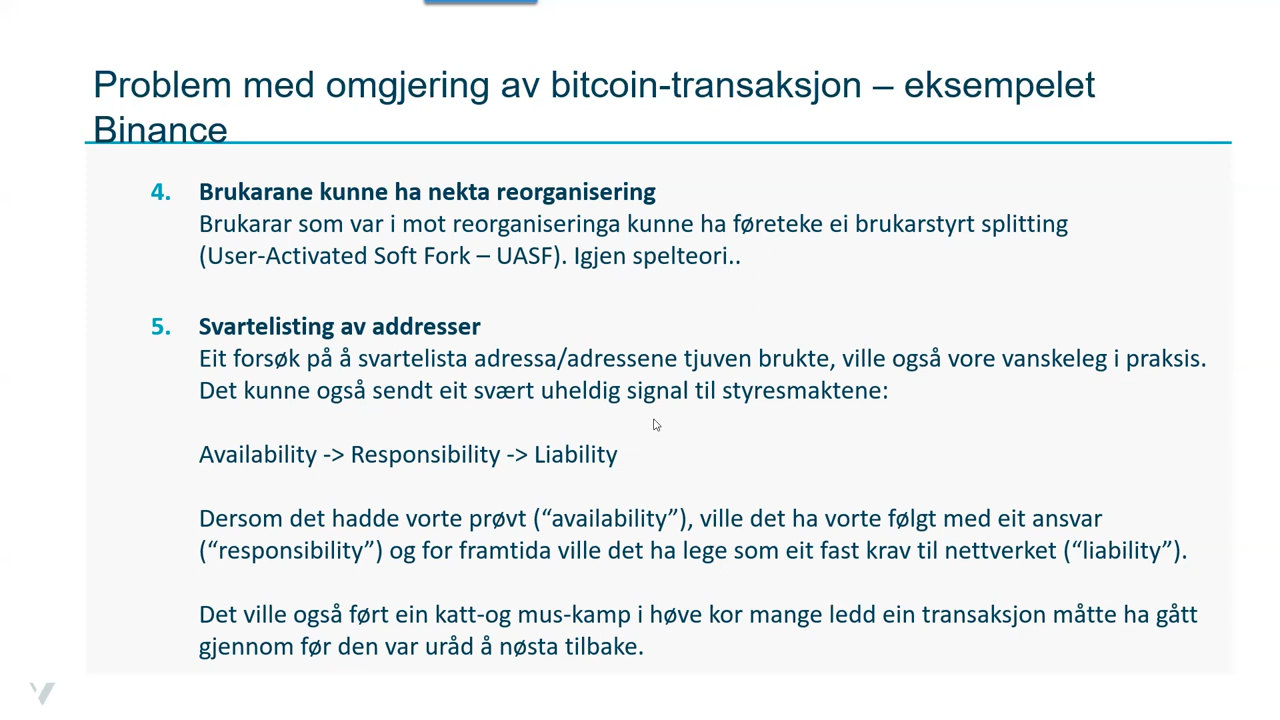 Problem med omgjering av bitcoin-transaksjon – eksempelet
Binance
4. Brukarane kunne ha nekta reorganisering
Brukarar som var i mot reorganiseringa kunne ha føreteke ei brukarstyrt splitting
(User-Activated Soft Fork – UASF). Igjen spelteori..
5. Svartelisting av addresser
Eit forsøk på å svartelista adressa/adressene tjuven brukte, ville også vore vanskeleg i praksis.
Det kunne også sendt eit svært uheldig signal til styresmaktene:
Availability -> Responsibility -> Liability
Dersom det hadde vorte prøvt (“availability”), ville det ha vorte følgt med eit ansvar
(“responsibility”) og for framtida ville det ha lege som eit fast krav til nettverket (“liability”).
Det ville også ført ein katt-og mus-kamp i høve kor mange ledd ein transaksjon måtte ha gått
gjennom før den var uråd å nøsta tilbake.